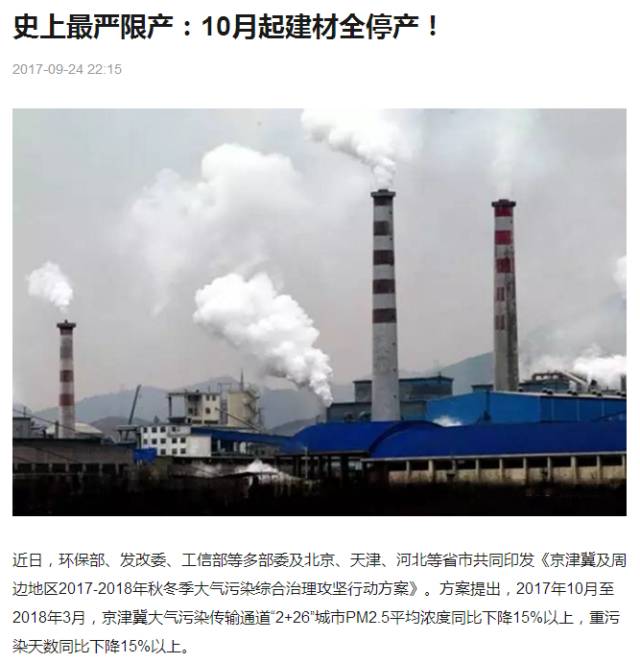 史上最严限产：10月起建材全停产！
2017-09-24 22:15
近日，环保部、发改委、工信部等多部委及北京、天津、河北等省市共同印发《京津冀及周
边地区2017-2018年秋冬季大气污染综合治理攻坚行动方案》。方案提出，2017年10月至
2018年3月，京津冀大气污染传输通道“2+26”城市PM2.5平均浓度同比下降15%以上，重污
染天数同比下降15%以上。